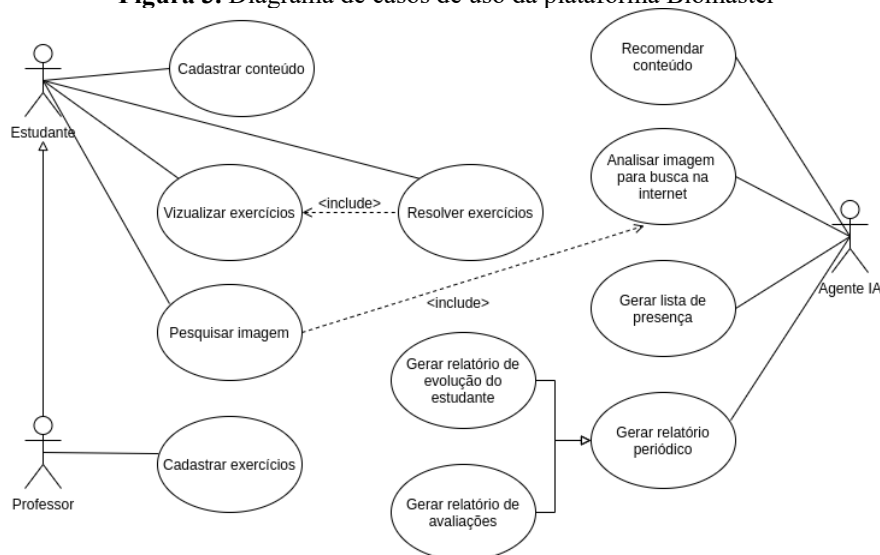 Figura 3. Diagrama de casos de uso da plataforma Biomaster
Cadastrar conteúdo
Recomendar
conteúdo
Estudante
Analisar imagem
para busca na
internet
Vizualizar exercícios
<include>
Resolver exercícios
Agente IA
<include>
Gerar lista de
presença
Pesquisar imagem
Gerar relatório de
evolução do
estudante
Gerar relatório
periódico
Cadastrar exercícios
Professor
Gerar relatório de
avaliações